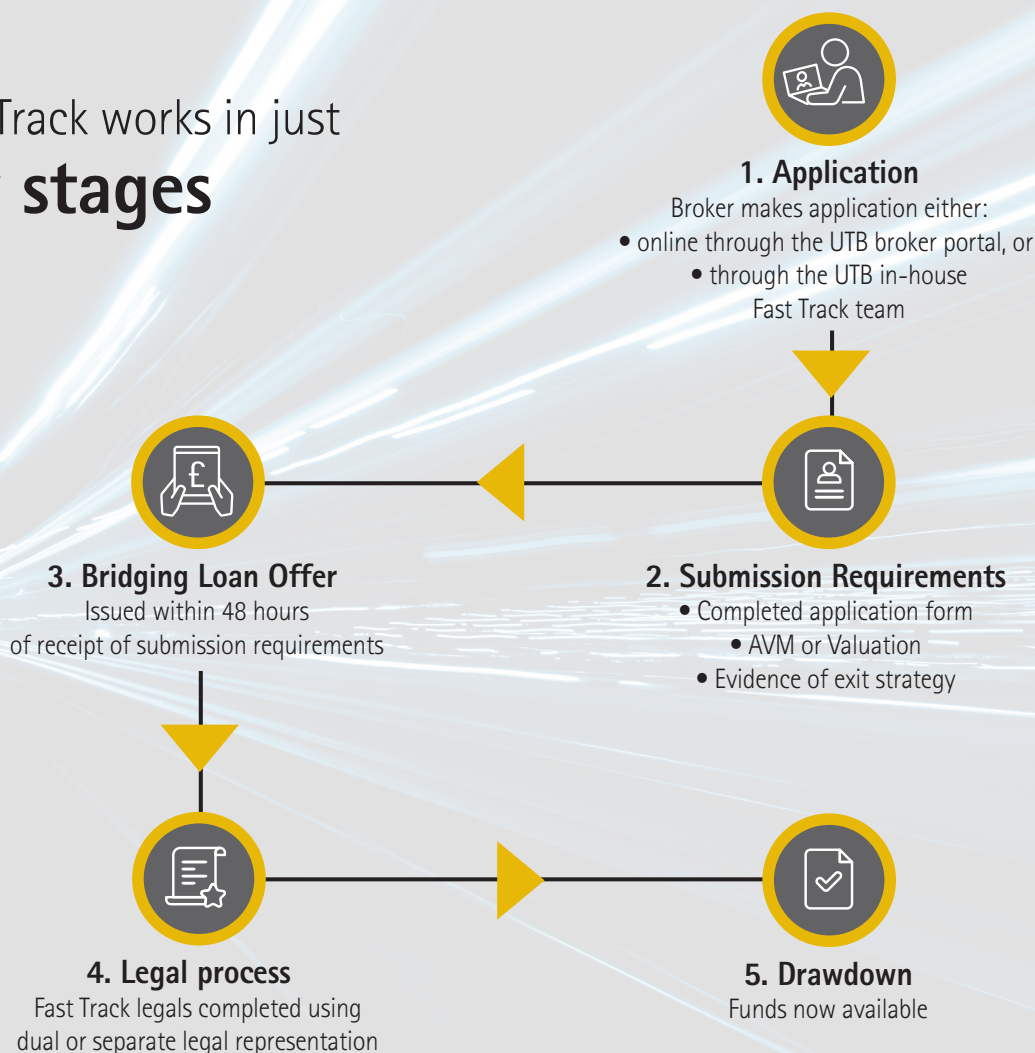 Track works in just
stages
1. Application
Broker makes application either:
• online through the UTB broker portal, or
• through the UTB in-house
Fast Track team
£
3. Bridging Loan Offer
Issued within 48 hours
of receipt of submission requirements
2. Submission Requirements
• Completed application form
• AVM or Valuation
• Evidence of exit strategy
4. Legal process
Fast Track legals completed using
dual or separate legal representation
5. Drawdown
Funds now available